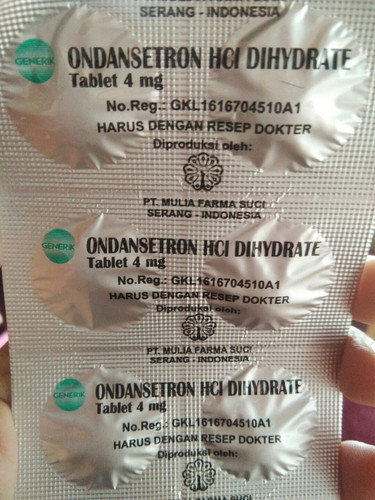 SERANG - INDONESIA
GENERIK
ONDANSETRON HCl DIHYDRATE
Tablet 4 mg
No.Reg.: GKL1616704510A1
HARUS DENGAN RESEP DOKTER
Diproduksi oleh:
PT. MULIA FARMA SUCI
SERANG - INDONESIA
GENERIK
ONDANSETRON HCl DIHYDRATE
Tablet 4 mg
No.Reg.: GKL1616704510A1
HARUS DENGAN RESEP DOKTER
Diproduksi oleh:
PT. MULIA FARMA SUCI
SERANG - INDONESIA
GENERIK
ONDANSETRON HCl DIHYDRATE
Tablet 4 mg
No.Reg.: GKL1616704510A1
HARUS DENGAN RESEP DOKTER
Diproduksi oleh: